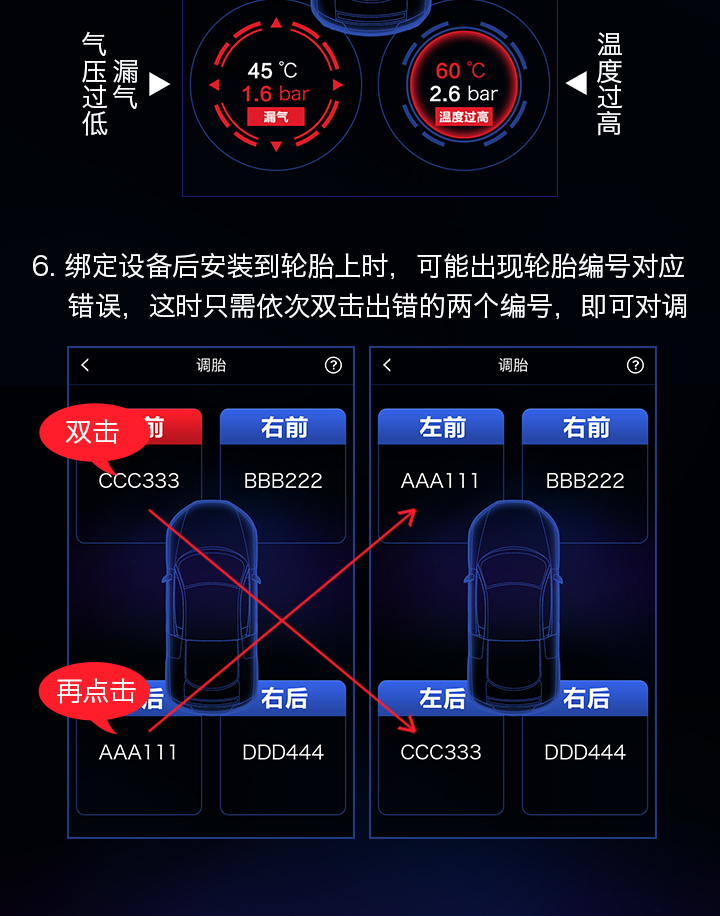 气压过低
漏气
45 ℃
1.6 bar
漏气
60 ℃
2.6 bar
温度过高
温度过高
6. 绑定设备后安装到轮胎上时，可能出现轮胎编号对应
错误，这时只需依次双击出错的两个编号，即可对调
调胎
?
双击
前
右前
CCC333
BBB222
再点击
后
右后
AAA111
DDD444
调胎
?
左前
右前
AAA111
BBB222
左后
右后
CCC333
DDD444